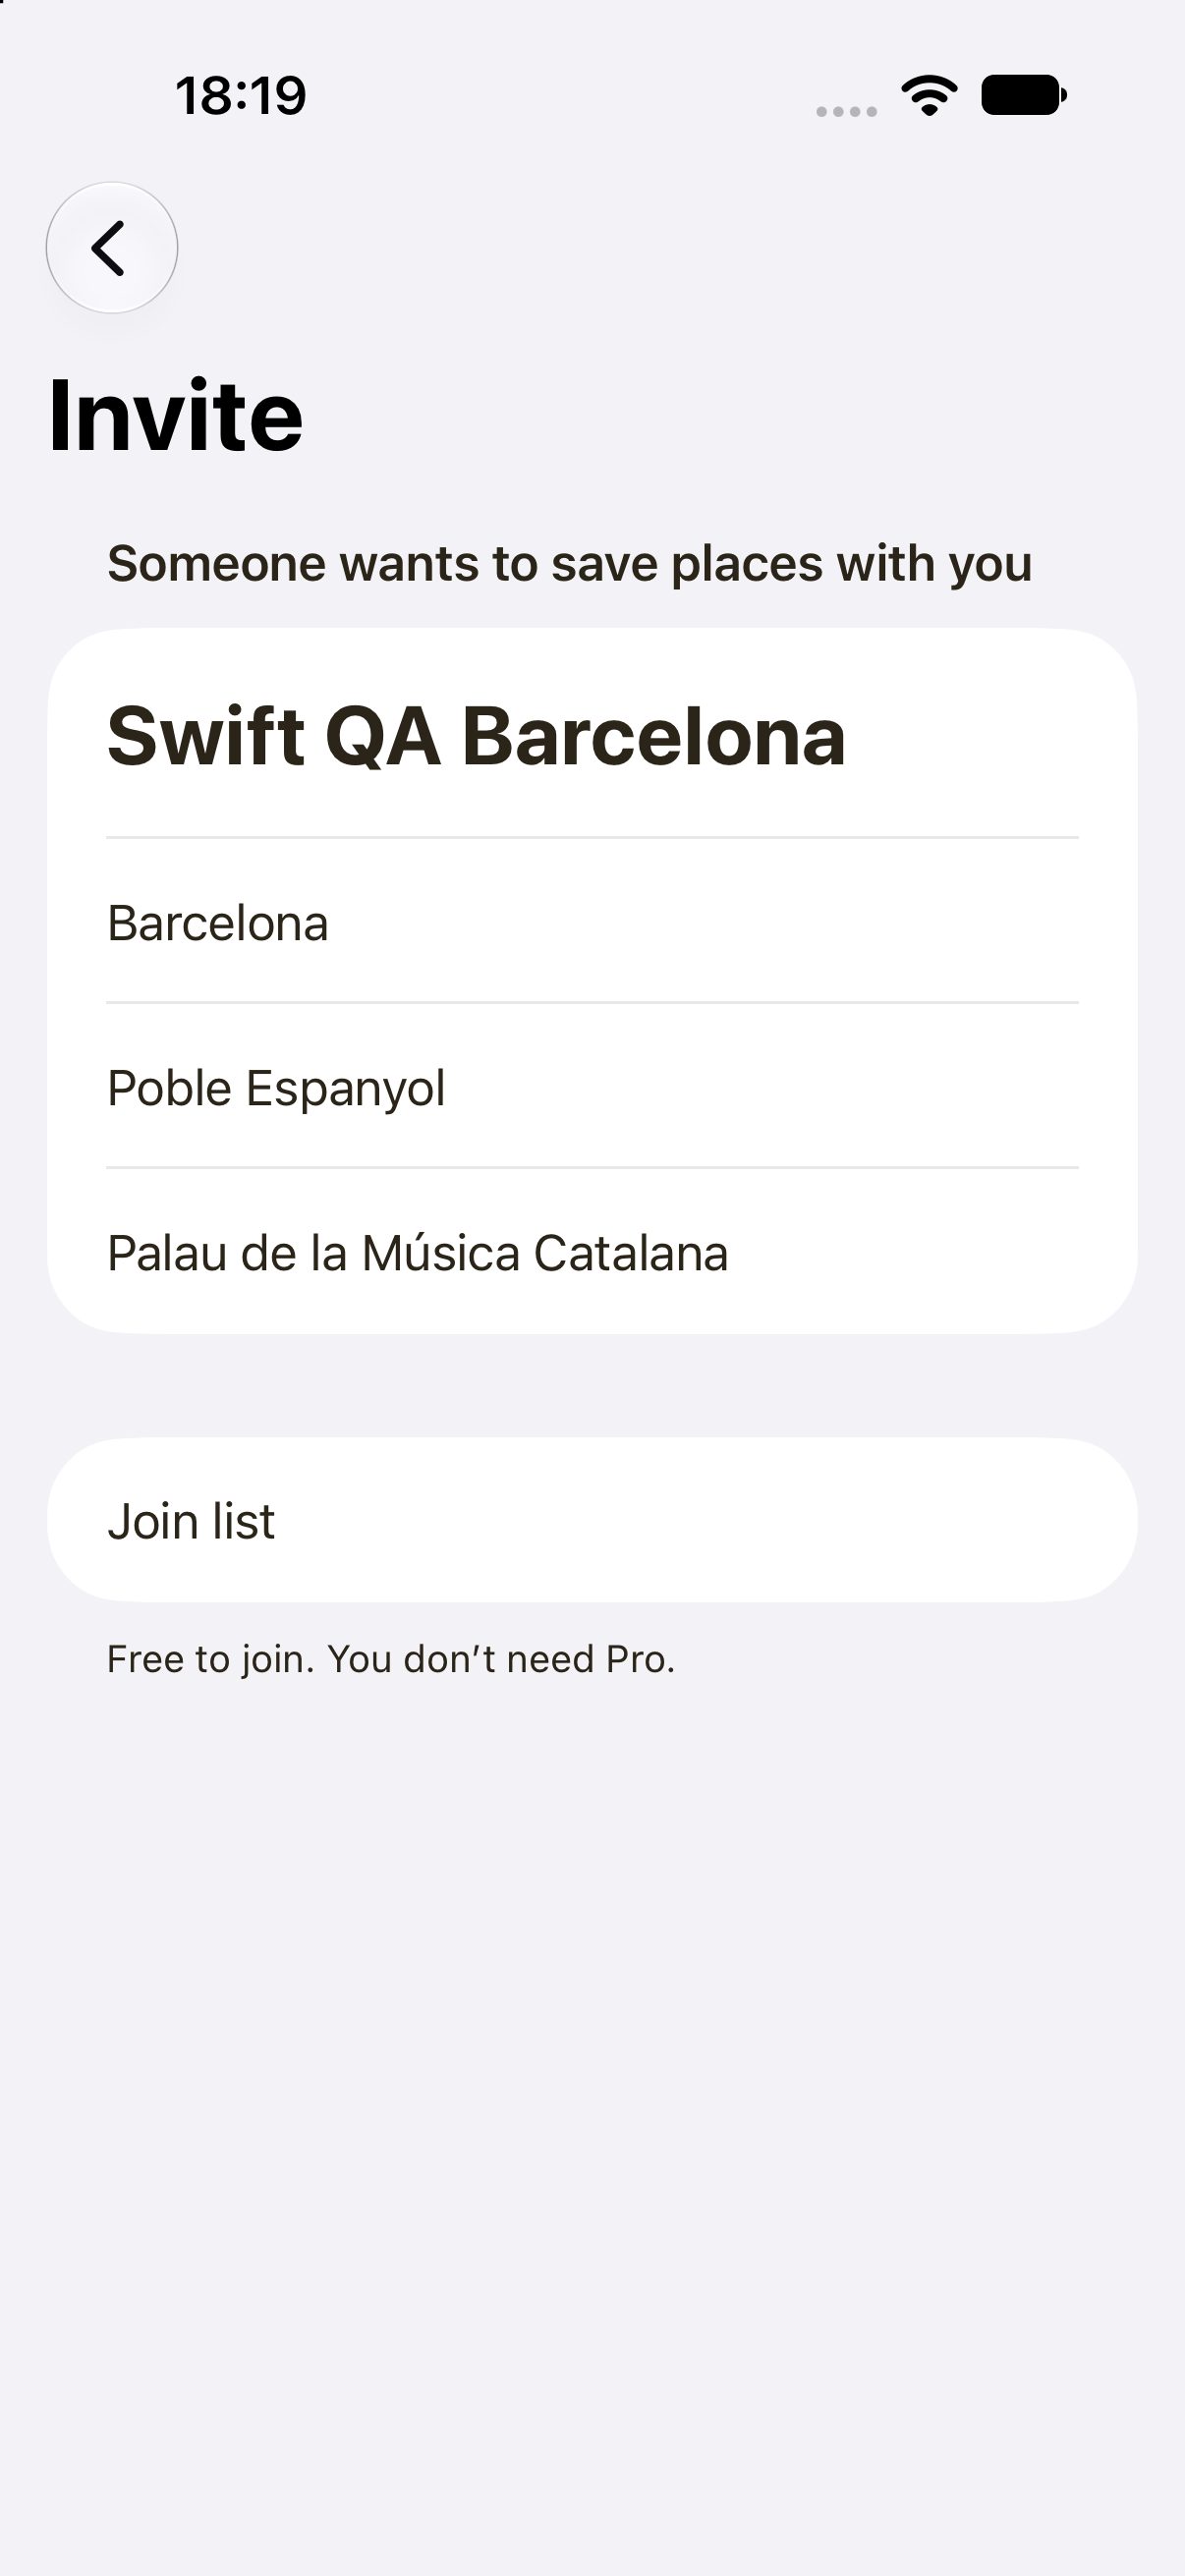 18:19
Invite
Someone wants to save places with you
Swift QA Barcelona
Barcelona
Poble Espanyol
Palau de la Música Catalana
Join list
Free to join. You don’t need Pro.